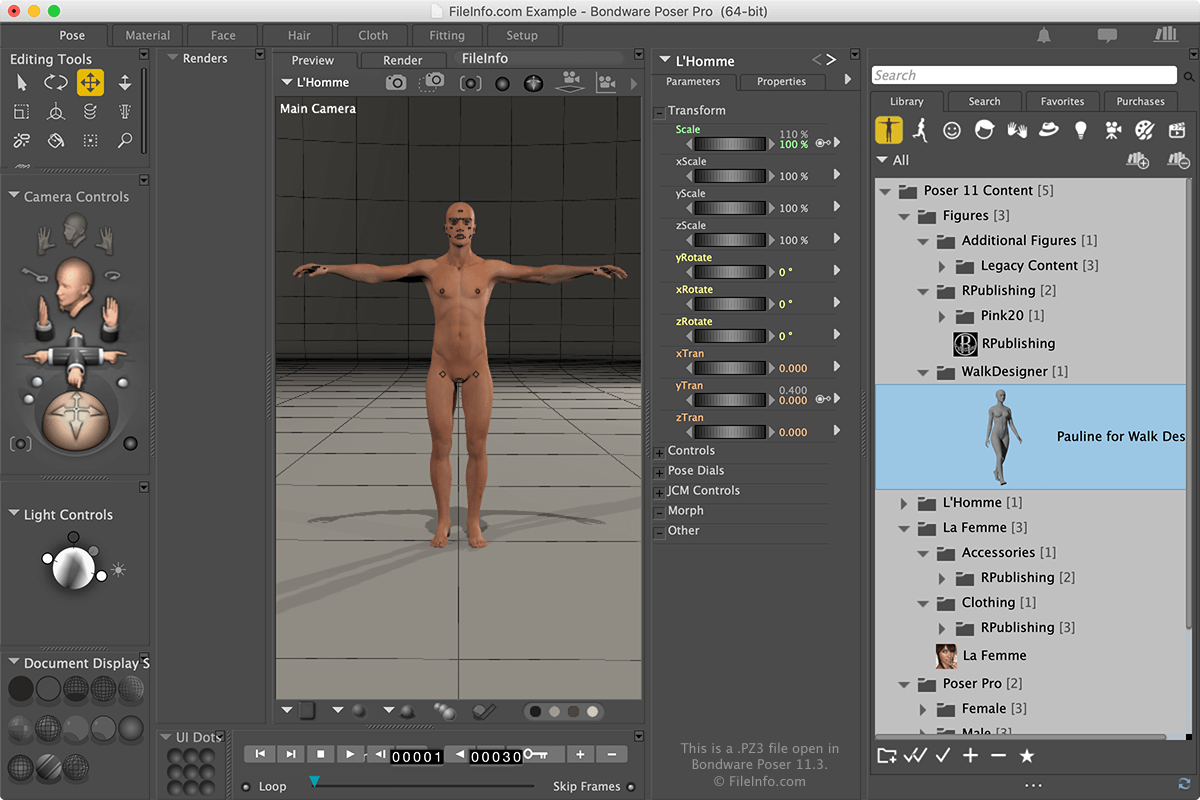 FileInfo.com Example - Bondware Poser Pro (64-bit)
Pose
Material
Face
Hair
Cloth
Fitting
Setup
Editing Tools
Camera Controls
Light Controls
Document Display S
Renders
UI Dots
Preview
Render
FileInfo
L'Homme
Main Camera
00001
00030
Loop
Skip Frames
L'Homme
Parameters
Properties
Transform
Scale
110 %
100 %
xScale
100 %
yScale
100 %
zScale
100 %
yRotate
0 °
xRotate
0 °
zRotate
0 °
xTran
0.000
yTran
0.400
0.000
zTran
0.000
Controls
Pose Dials
JCM Controls
Morph
Other
This is a .PZ3 file open in
Bondware Poser 11.3.
© FileInfo.com
Search
Library
Search
Favorites
Purchases
All
Poser 11 Content [5]
Figures [3]
Additional Figures [1]
Legacy Content [3]
RPublishing [2]
Pink20 [1]
RPublishing
WalkDesigner [1]
Pauline for Walk Des
L'Homme [1]
La Femme [3]
Accessories [1]
RPublishing [2]
Clothing [1]
RPublishing [3]
La Femme
Poser Pro [2]
Female [3]
Male [3]